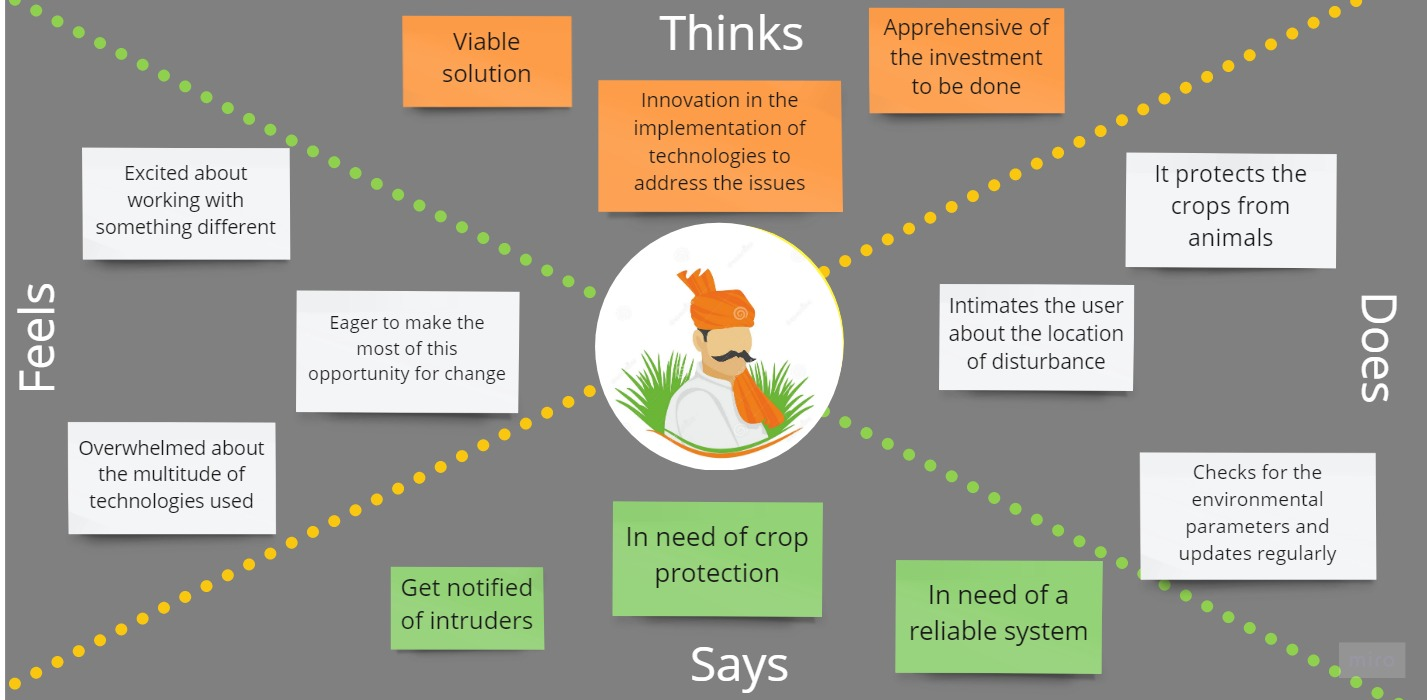 Thinks
Viable
solution
Innovation in the
implementation of
technologies to
address the issues
Apprehensive of
the investment
to be done
Feels
Excited about
working with
something different
Eager to make the
most of this
opportunity for change
Overwhelmed about
the multitude of
technologies used
Does
It protects the
crops from
animals
Intimates the user
about the location
of disturbance
Checks for the
environmental
parameters and
updates regularly
Says
Get notified
of intruders
In need of crop
protection
In need of a
reliable system
miro